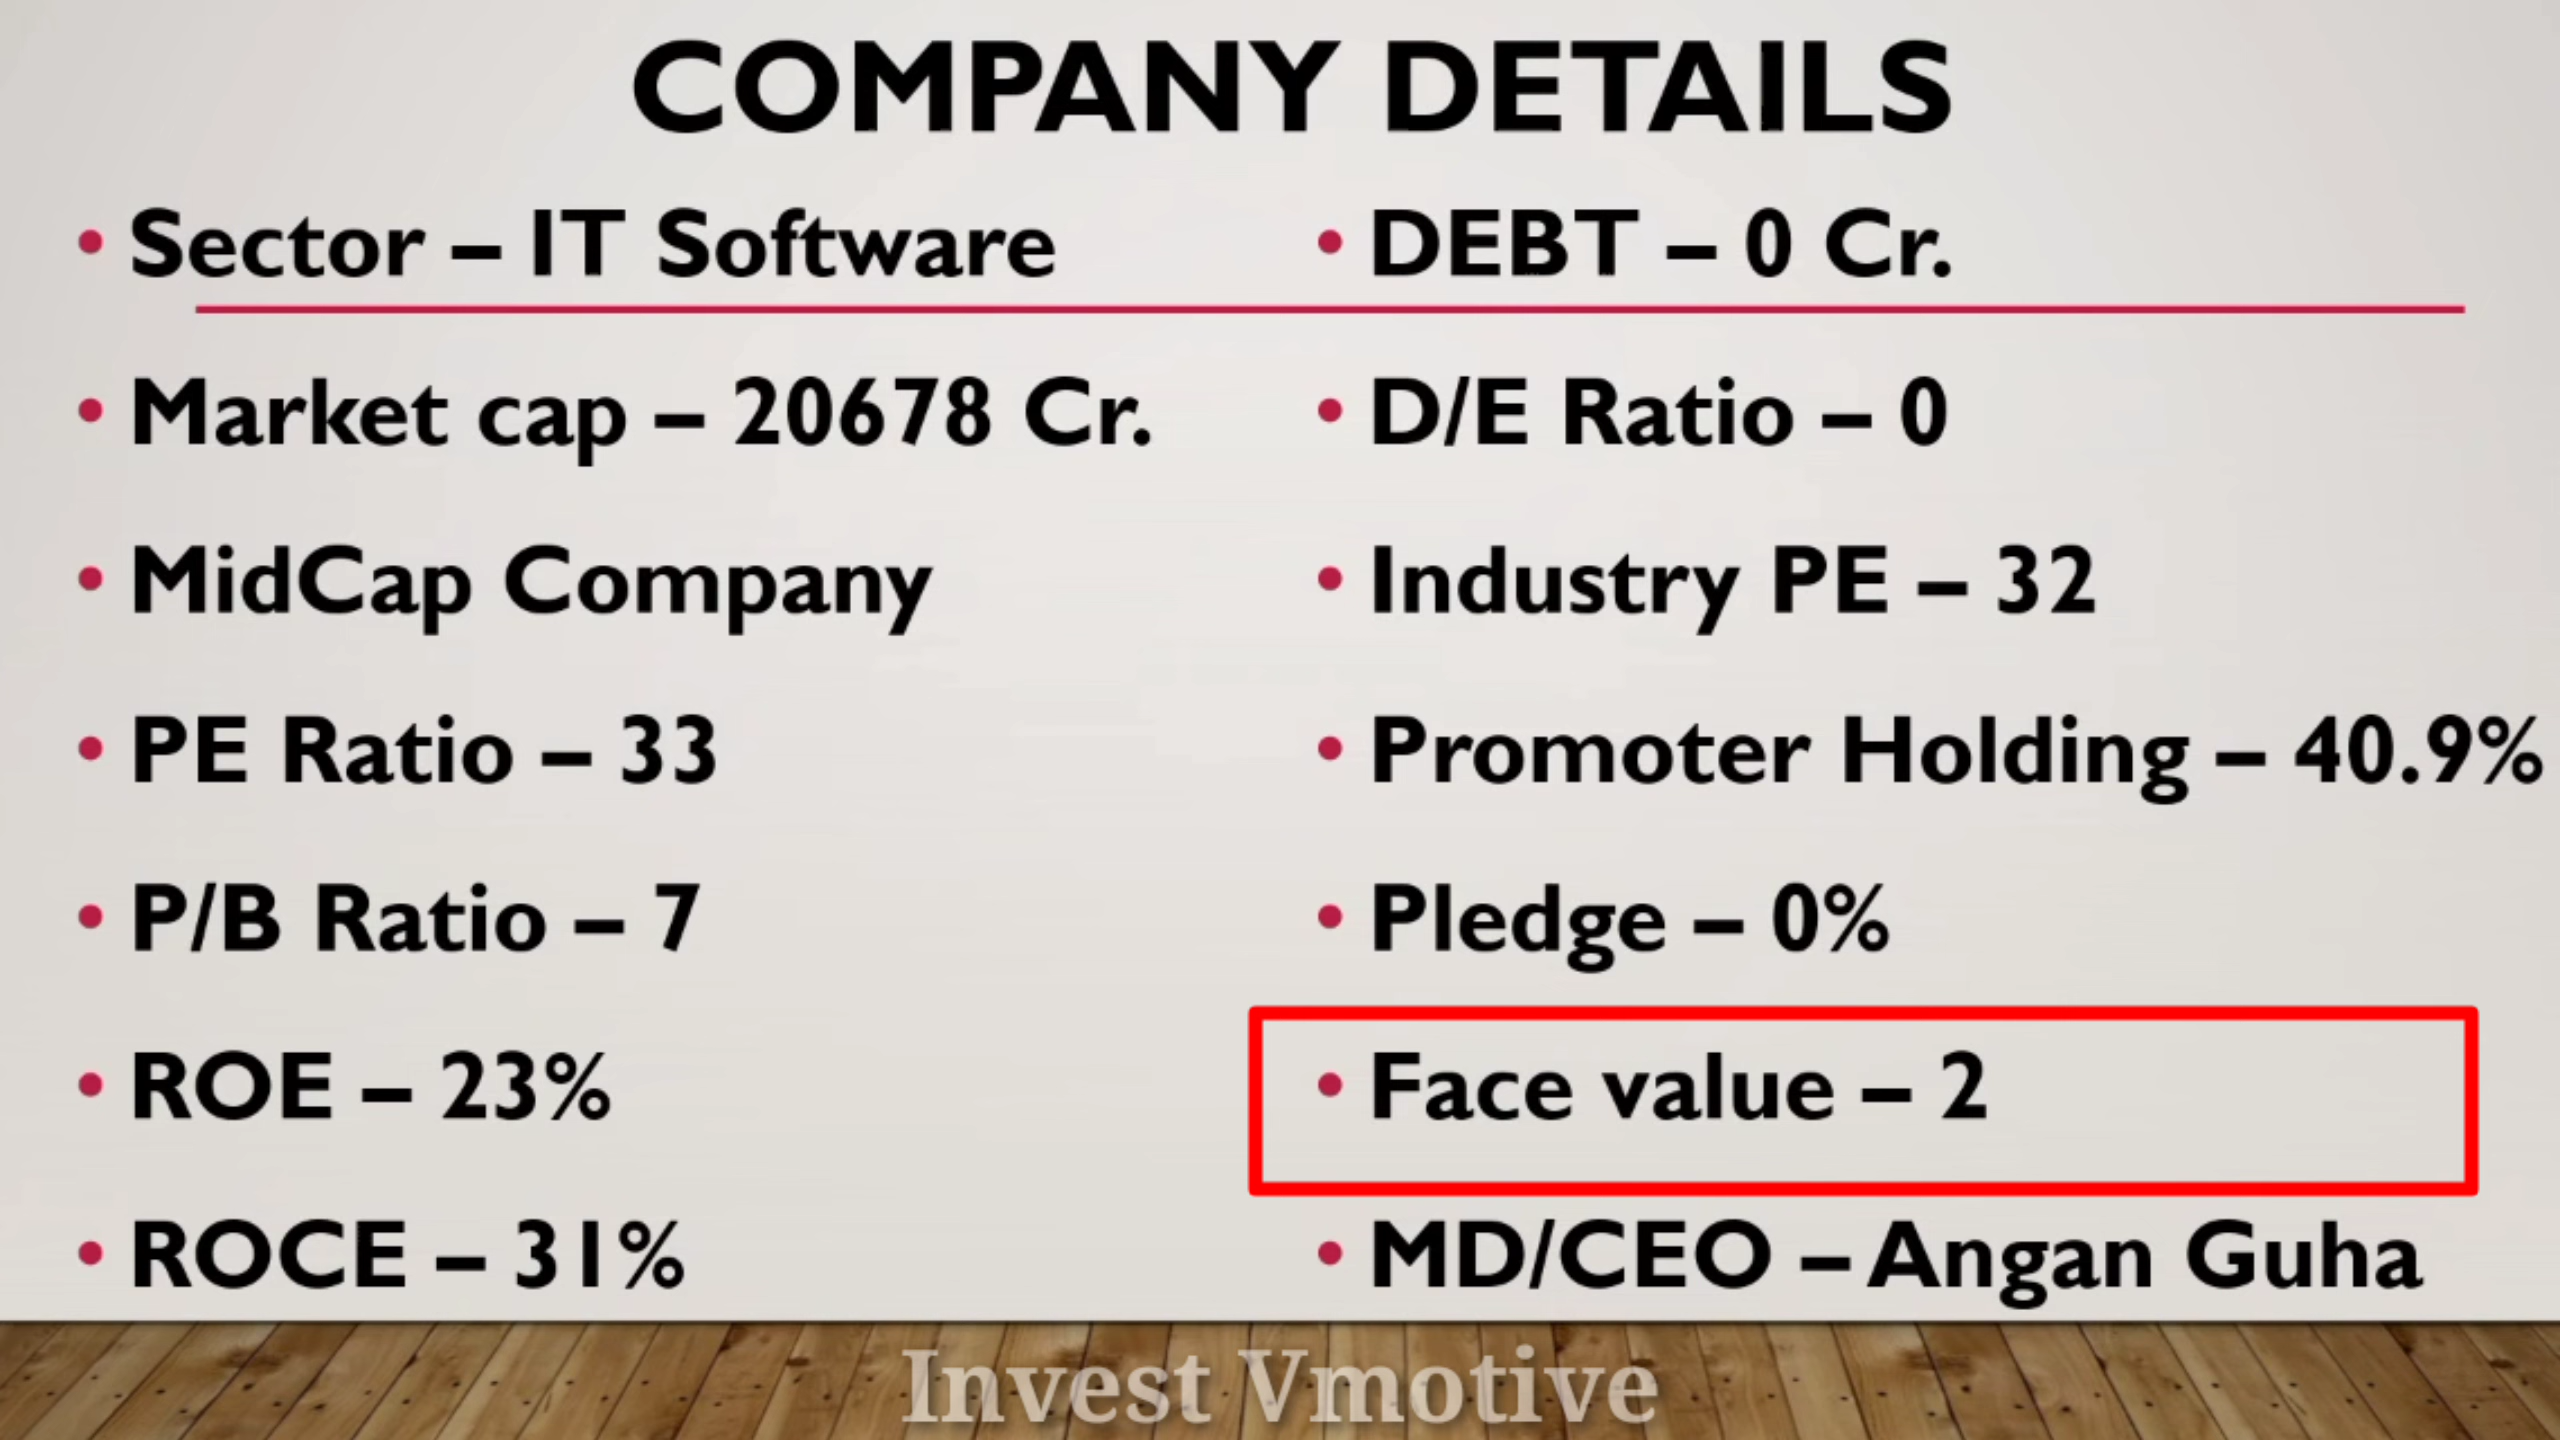 COMPANY DETAILS
• Sector – IT Software
• Market cap – 20678 Cr.
• MidCap Company
• PE Ratio – 33
• P/B Ratio – 7
• ROE – 23%
• ROCE – 31%
• DEBT – 0 Cr.
• D/E Ratio – 0
• Industry PE – 32
• Promoter Holding – 40.9%
• Pledge – 0%
• Face value – 2
• MD/CEO – Angan Guha
Invest Vmotive